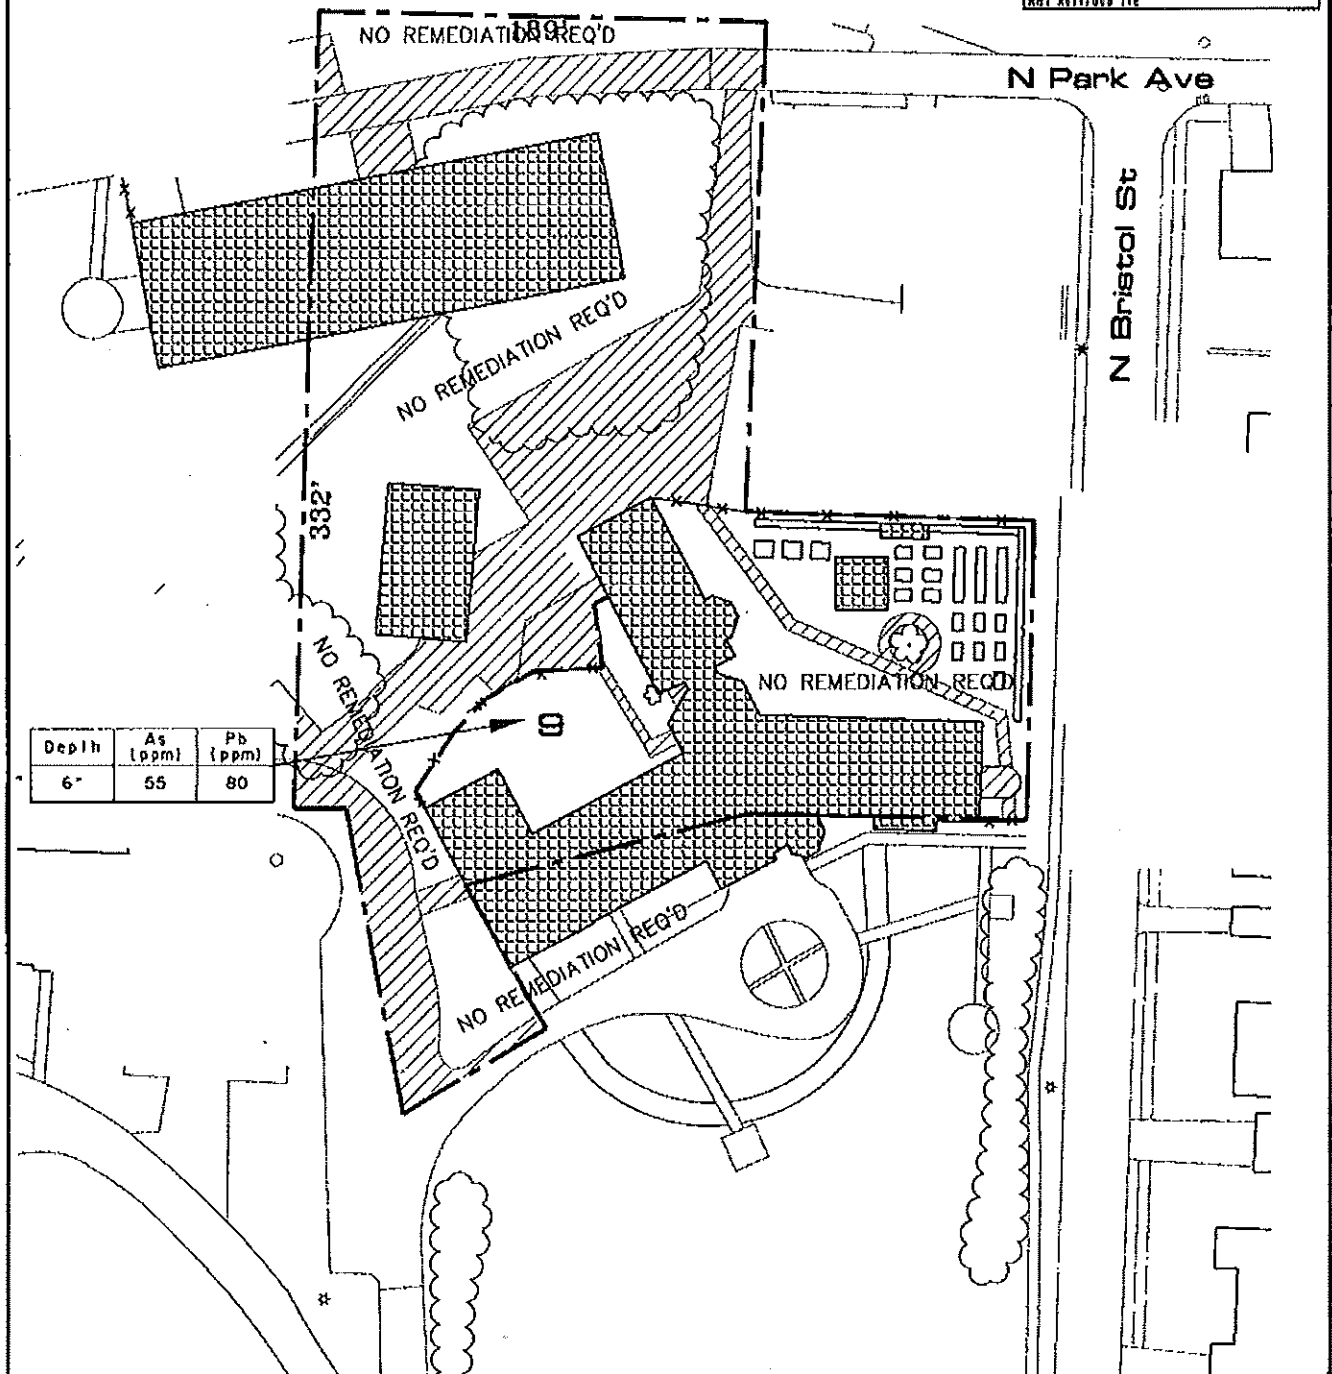 189'
NO REMEDIATION REQ'D
N Park Ave
N Bristol St
NO REMEDIATION REQ'D
332'
NO REMEDIATION REQ'D
NO REMEDIATION REQ'D
Depth As (ppm) Pb (ppm)
6" 55 80
9
NO REMEDIATION REQ'D